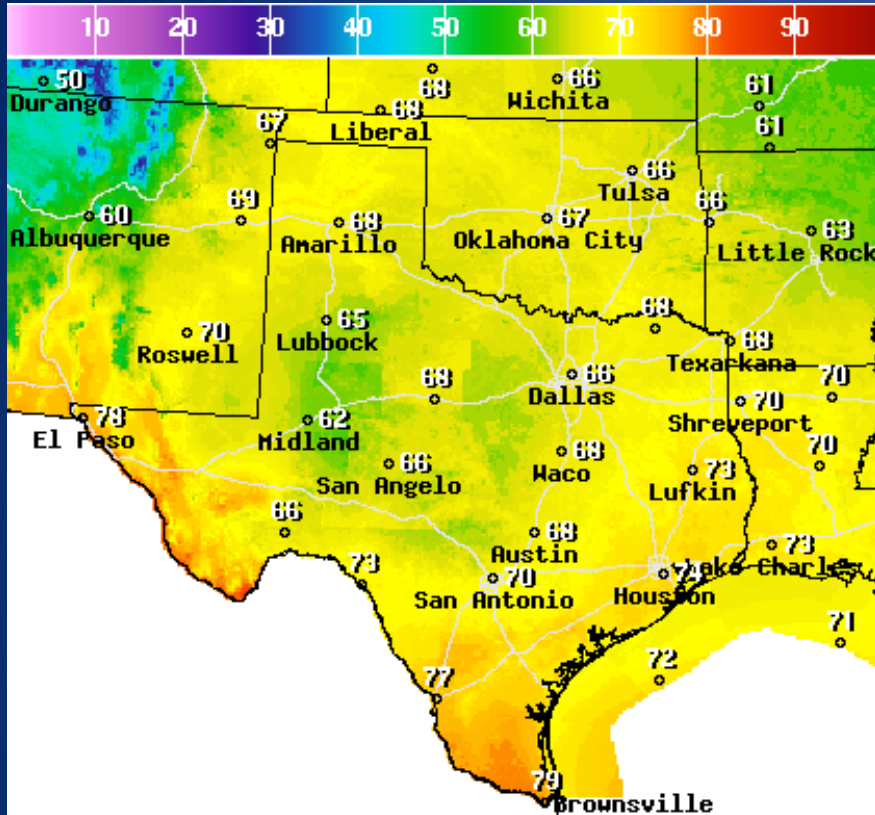 10 20 30 40 50 60 70 80 90
50
Durango
68
66
Wichita
68
Liberal
61
67
61
66
Tulsa
60
Albuquerque
69
68
Amarillo
67
Oklahoma City
66
63
Little Rock
70
Roswell
65
Lubbock
68
68
Texarkana
66
Dallas
68
70
Shreveport
70
78
El Paso
62
Midland
66
San Angelo
68
Waco
73
Lufkin
70
66
68
Austin
73
Lake Charles
73
70
San Antonio
74
Houston
71
72
77
79
Brownsville